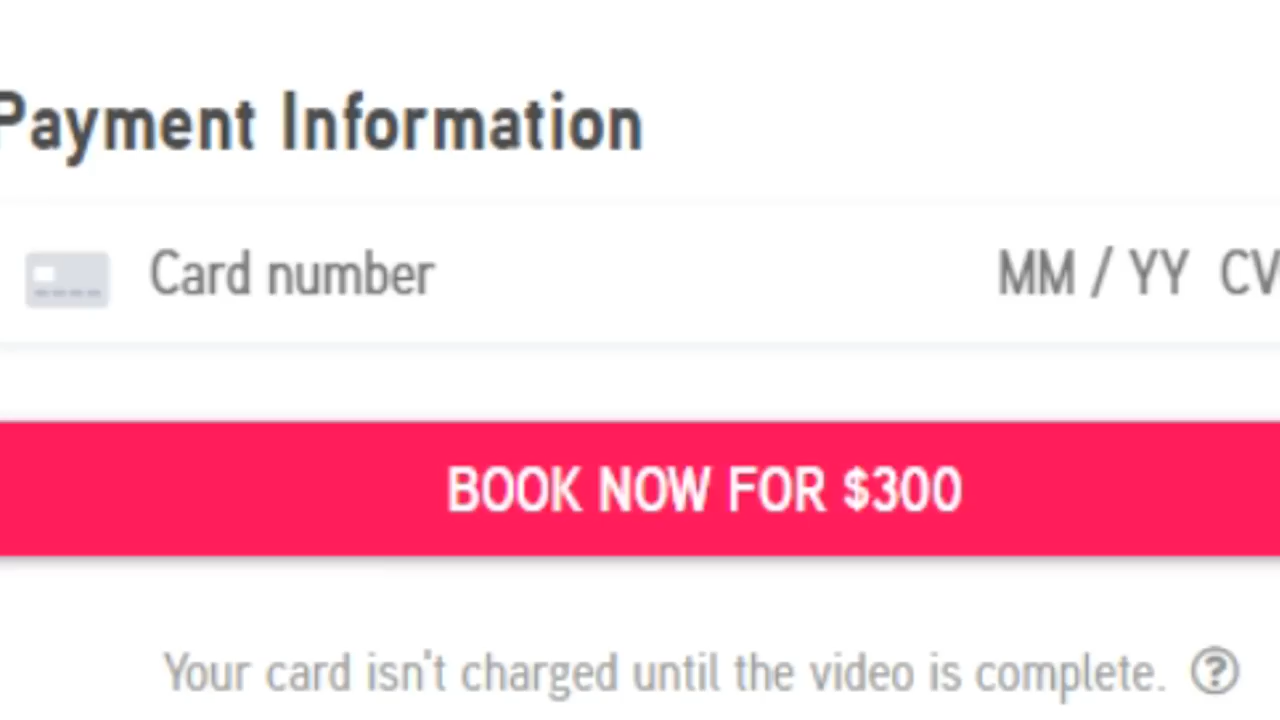 Payment Information
Card number MM / YY CV
BOOK NOW FOR $300
Your card isn't charged until the video is complete. ?